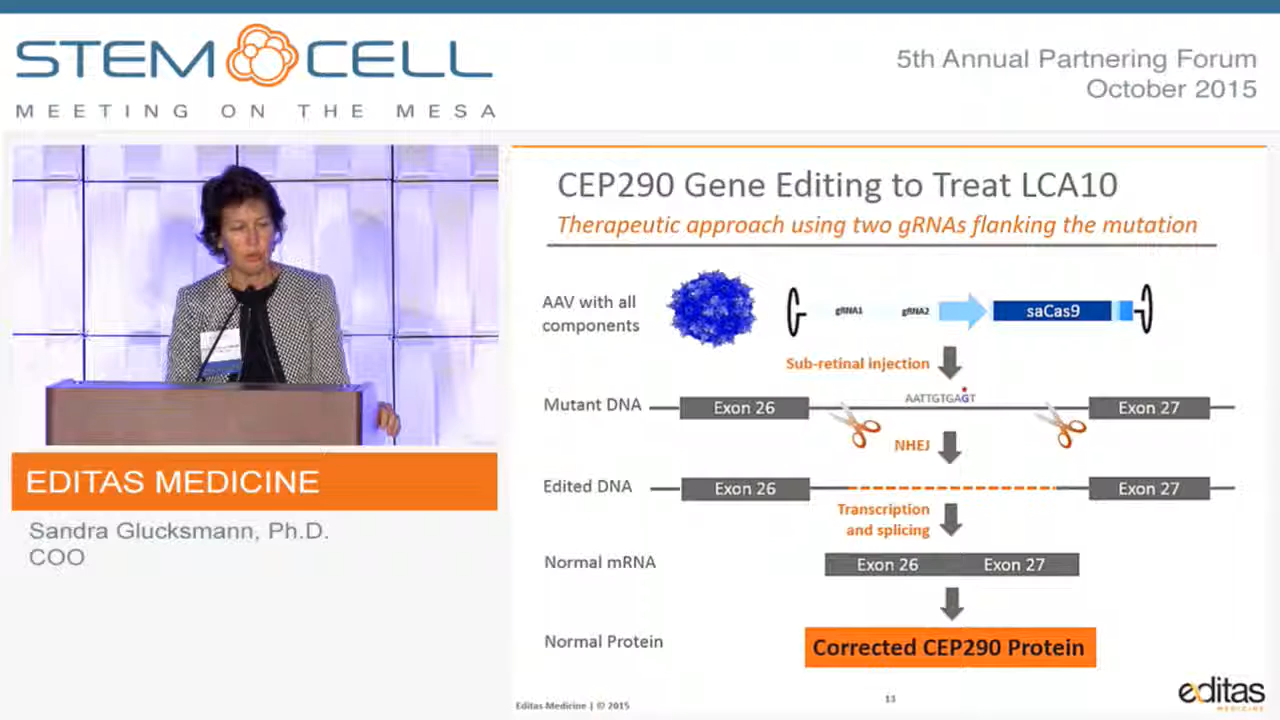 STEM CELL
MEETING ON THE MESA
5th Annual Partnering Forum
October 2015
EDITAS MEDICINE
Sandra Glucksmann, Ph.D.
COO
CEP290 Gene Editing to Treat LCA10
Therapeutic approach using two gRNAs flanking the mutation
AAV with all
components
gRNA1 gRNA2 saCas9
Sub-retinal injection
AATTGTGAGT
*
Mutant DNA Exon 26 Exon 27
NHEJ
Edited DNA Exon 26 Exon 27
Transcription
and splicing
Normal mRNA Exon 26 Exon 27
Normal Protein Corrected CEP290 Protein
Editas Medicine | © 2015
13
editas
MEDICINE